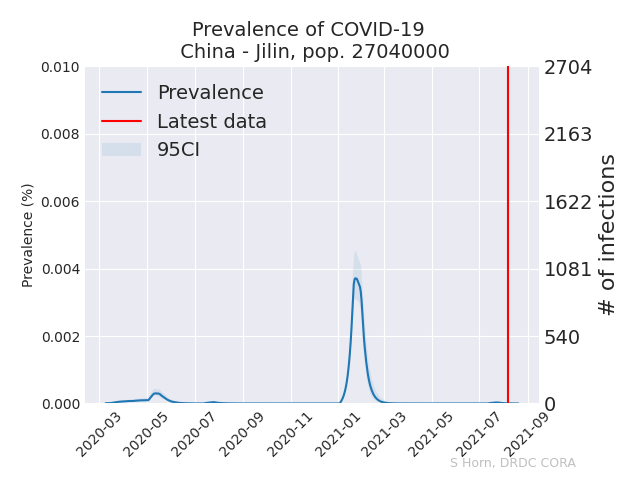 Prevalence of COVID-19
China - Jilin, pop. 27040000
Prevalence
Latest data
95CI
Prevalence (%)
0.010
0.008
0.006
0.004
0.002
0.000
2704
2163
1622
1081
540
0
# of infections
2020-03
2020-05
2020-07
2020-09
2020-11
2021-01
2021-03
2021-05
2021-07
2021-09
S Horn, DRDC CORA